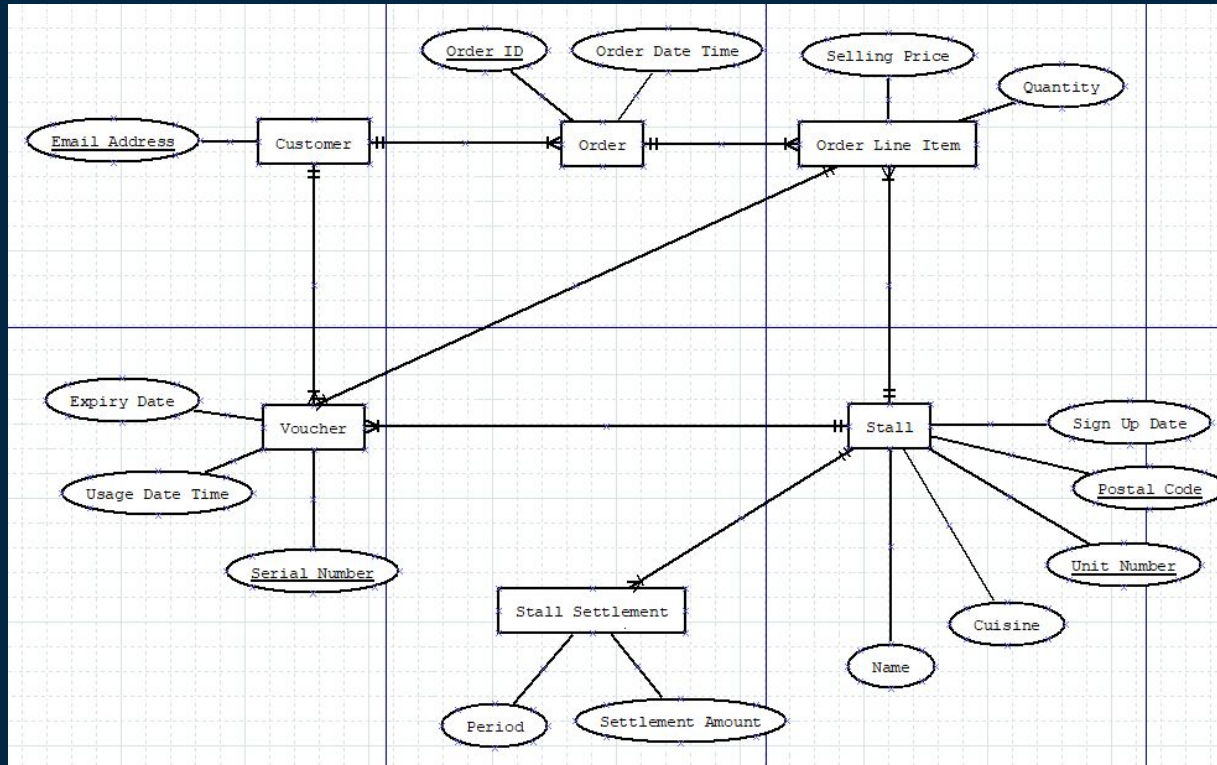 Order ID
Order Date Time
Selling Price
Quantity
Email Address
Customer
Order
Order Line Item
Expiry Date
Voucher
Stall
Sign Up Date
Usage Date Time
Postal Code
Serial Number
Unit Number
Stall Settlement
Cuisine
Name
Period
Settlement Amount